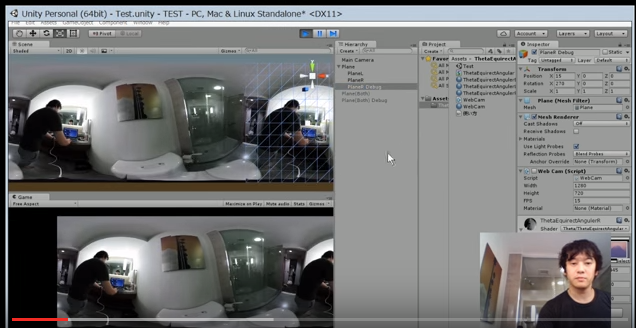 Unity Personal (64bit) - Test.unity - TEST - PC, Mac & Linux Standalone* <DX11>
File Edit Assets GameObject Component Window Help
Pivot Local Account Layers Layout
Scene Hierarchy Project Inspector
Shaded 2D Gizmos All Create All Create
PlaneR Debug Static
Tag Untagged Layer Default
Main Camera
Plane
PlaneL
PlaneR
PlaneR Debug
Plane(Both)
Plane(Both) Debug
Favor
Assets
Assets ThetaEquirect
Test
ThetaEquirectAngular
ThetaEquirectAngular
ThetaEquirectAngular
WebCam
WebCam
Transform
Position X 15 Y 0 Z 0
Rotation X 270 Y 0 Z 0
Scale X 1 Y 1 Z 1
Plane (Mesh Filter)
Mesh Plane
Mesh Renderer
Cast Shadows Off
Receive Shadows
Materials
Use Light Probes
Reflection Probes Blend Probes
Anchor Override None (Transform)
Web Cam (Script)
Script WebCam
Width 1280
Height 720
FPS 15
Material None (Material)
ThetaEquirectAngularR
Shader Theta/ThetaEquirectAngular
Select
Game
Free Aspect Maximize on Play Mute audio Stats Gizmos